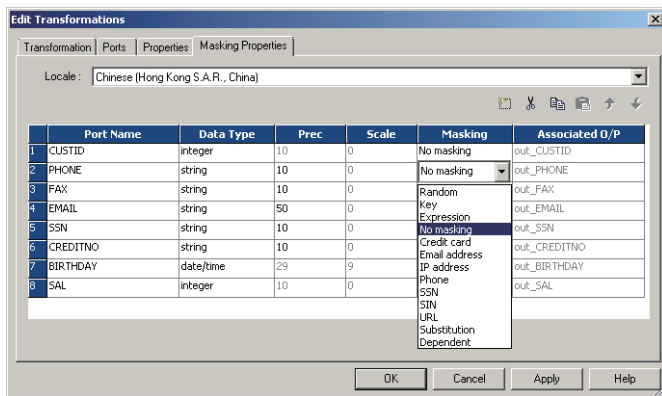 Edit Transformations
Transformation Ports Properties Masking Properties
Locale : Chinese (Hong Kong S.A.R., China)
Port Name Data Type Prec Scale Masking Associated O/P
1 CUSTID integer 10 0 No masking out_CUSTID
2 PHONE string 10 0 No masking out_PHONE
3 FAX string 10 0 out_FAX
4 EMAIL string 50 0 out_EMAIL
5 SSN string 10 0 out_SSN
6 CREDITNO string 10 0 out_CREDITNO
7 BIRTHDAY date/time 29 9 out_BIRTHDAY
8 SAL integer 10 0 out_SAL
Random
Key
Expression
No masking
Credit card
Email address
IP address
Phone
SSN
SIN
URL
Substitution
Dependent
OK Cancel Apply Help